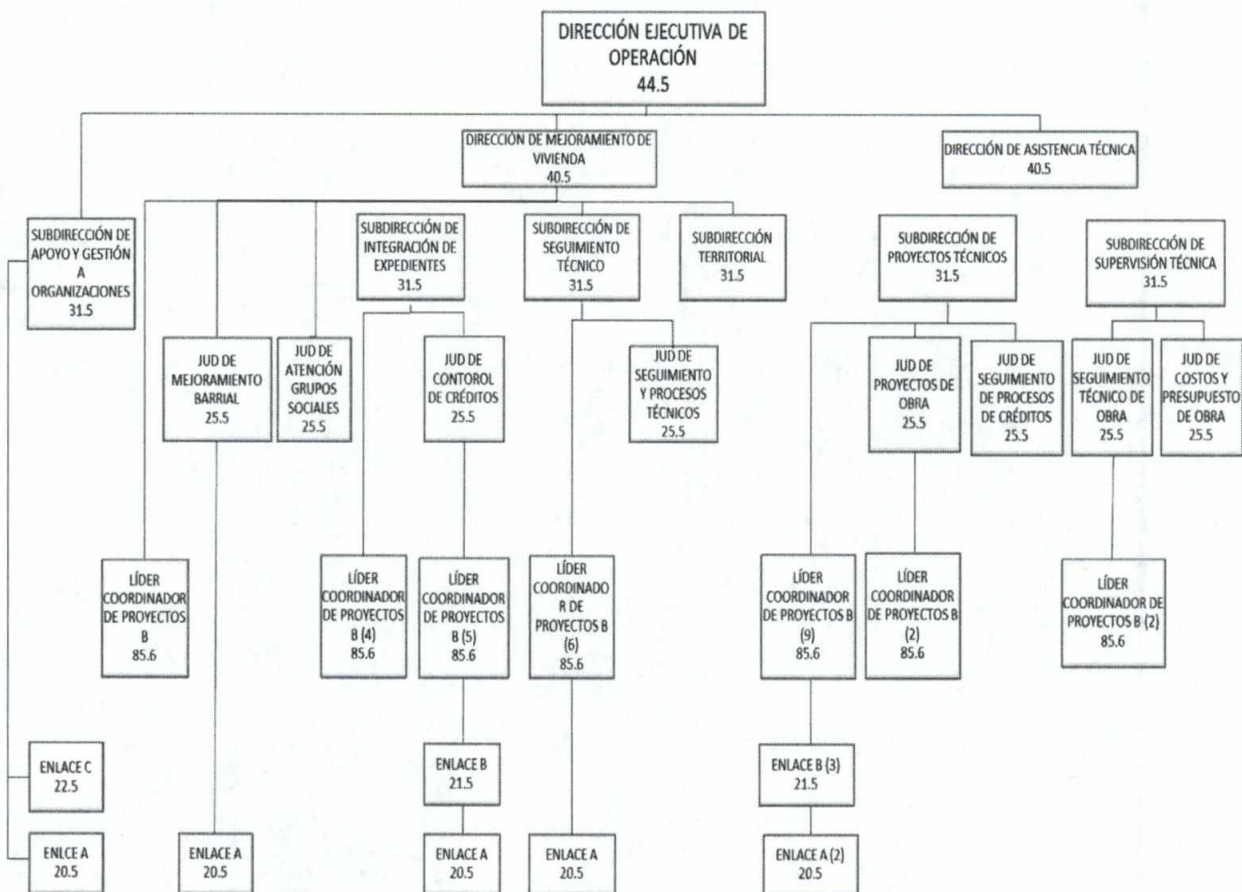 DIRECCIÓN EJECUTIVA DE
OPERACIÓN
44.5
DIRECCIÓN DE MEJORAMIENTO DE
VIVIENDA
40.5
DIRECCIÓN DE ASISTENCIA TÉCNICA
40.5
SUBDIRECCIÓN DE
APOYO Y GESTIÓN
A
ORGANIZACIONES
31.5
SUBDIRECCIÓN DE
INTEGRACIÓN DE
EXPEDIENTES
31.5
SUBDIRECCIÓN DE
SEGUIMIENTO
TÉCNICO
31.5
SUBDIRECCIÓN
TERRITORIAL
31.5
SUBDIRECCIÓN DE
PROYECTOS TÉCNICOS
31.5
SUBDIRECCIÓN DE
SUPERVISIÓN TÉCNICA
31.5
JUD DE
MEJORAMIENTO
BARRIAL
25.5
JUD DE
ATENCIÓN
GRUPOS
SOCIALES
25.5
JUD DE
CONTOROL
DE CRÉDITOS
25.5
JUD DE
SEGUIMIENTO
Y PROCESOS
TÉCNICOS
25.5
JUD DE
PROYECTOS DE
OBRA
25.5
JUD DE
SEGUIMIENTO
DE PROCESOS
DE CRÉDITOS
25.5
JUD DE
SEGUIMIENTO
TÉCNICO DE
OBRA
25.5
JUD DE
COSTOS Y
PRESUPUESTO
DE OBRA
25.5
LÍDER
COORDINADOR
DE PROYECTOS
B
85.6
LÍDER
COORDINADOR
DE PROYECTOS
B (4)
85.6
LÍDER
COORDINADOR
DE PROYECTOS
B (5)
85.6
LÍDER
COORDINADO
R DE
PROYECTOS B
(6)
85.6
LÍDER
COORDINADOR
DE PROYECTOS B
(9)
85.6
LÍDER
COORDINADOR
DE PROYECTOS B
(2)
85.6
LÍDER
COORDINADOR DE
PROYECTOS B (2)
85.6
ENLACE C
22.5
ENLACE B
21.5
ENLACE B (3)
21.5
ENLCE A
20.5
ENLACE A
20.5
ENLACE A
20.5
ENLACE A
20.5
ENLACE A (2)
20.5